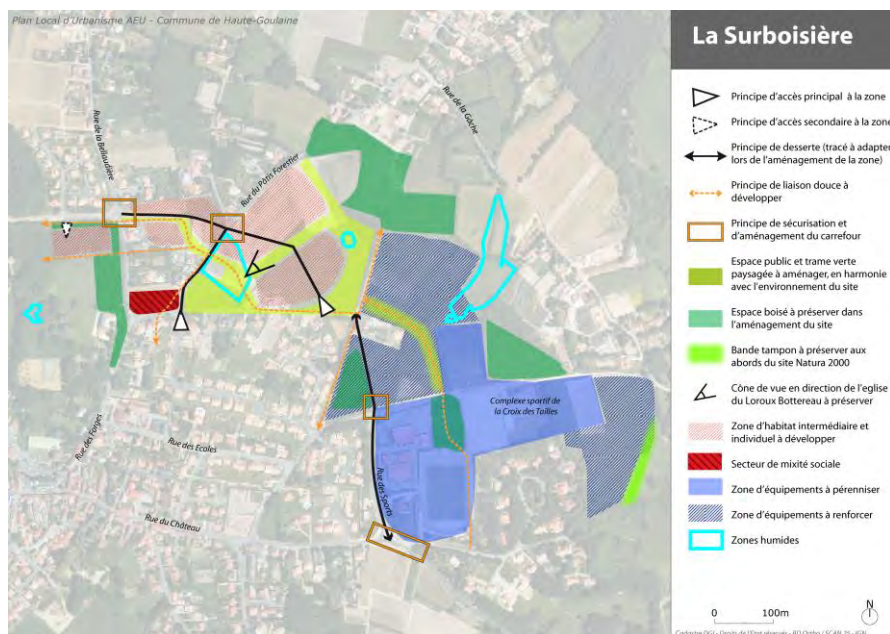 Plan Local d'Urbanisme AEU - Commune de Haute-Goulaine
La Surboisière
Principe d'accès principal à la zone
Principe d'accès secondaire à la zone
Principe de desserte (tracé à adapter
lors de l'aménagement de la zone)
Principe de liaison douce à
développer
Principe de sécurisation et
d'aménagement du carrefour
Espace public et trame verte
paysagée à aménager, en harmonie
avec l'environnement du site
Espace boisé à préserver dans
l'aménagement du site
Bande tampon à préserver aux
abords du site Natura 2000
Cône de vue en direction de l'eglise
du Loroux Bottereau à préserver
Zone d'habitat intermédiaire et
individuel à développer
Secteur de mixité sociale
Zone d'équipements à pérenniser
Zone d'équipements à renforcer
Zones humides
0 100m
N
Rue de la Bellaudière
Rue du Pâtis Forestier
Rue de la Gâche
Complexe sportif de
la Croix des Tailles
Rue des Forges
Rue des Ecoles
Rue du Château
Rue des Sports